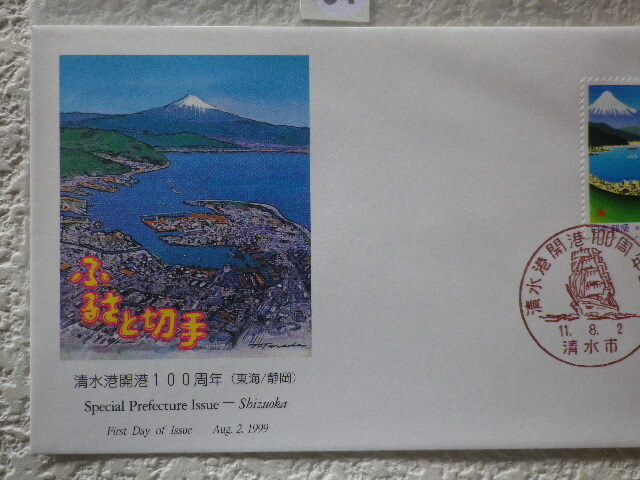 ふるさと切手
清水港開港100周年（東海/静岡）
Special Prefecture Issue — Shizuoka
First Day of Issue Aug. 2. 1999
清水港開港100周年
11. 8. 2
清水市